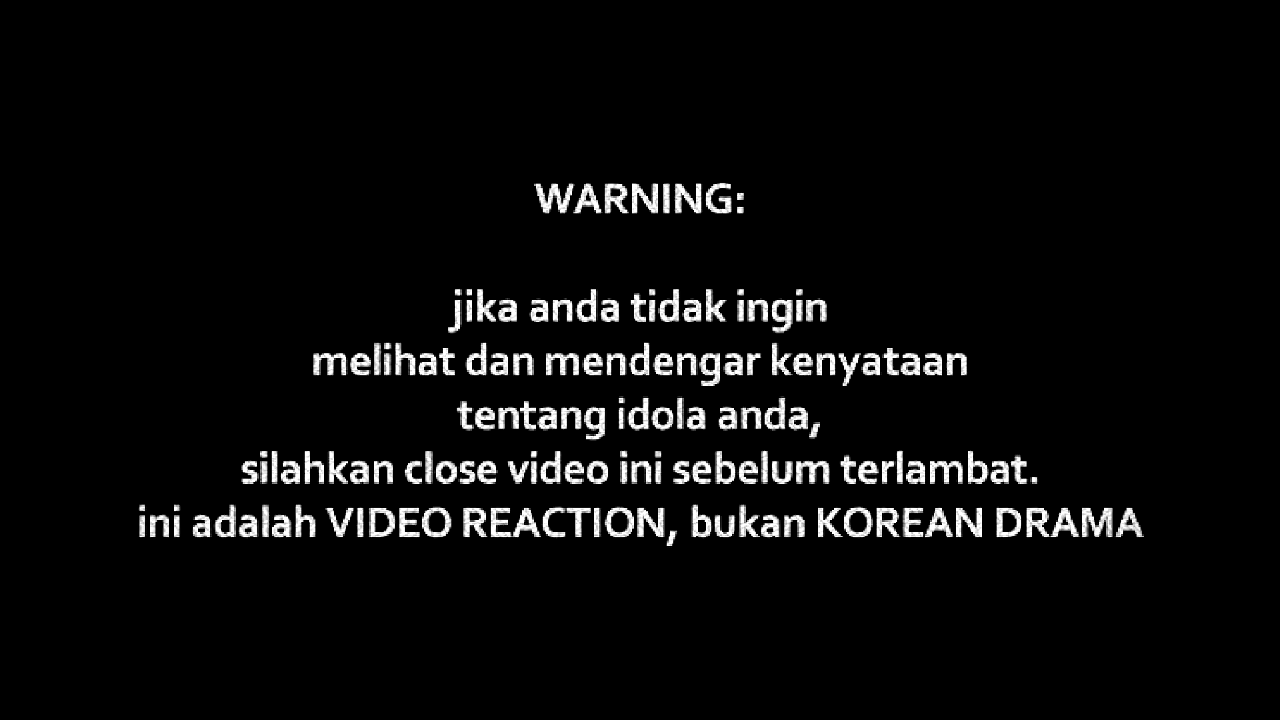 WARNING:
jika anda tidak ingin
melihat dan mendengar kenyataan
tentang idola anda,
silahkan close video ini sebelum terlambat.
ini adalah VIDEO REACTION, bukan KOREAN DRAMA